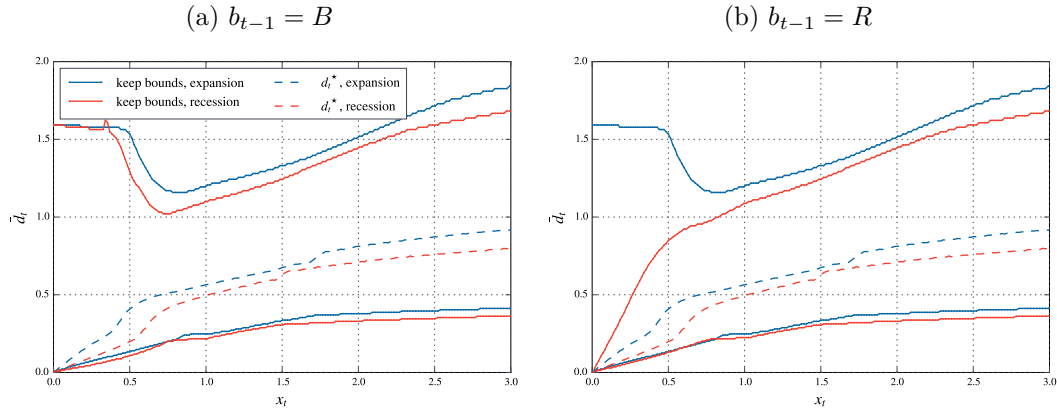 (a) b_{t−1} = B
(b) b_{t−1} = R
2.0
1.5
1.0
0.5
0.0
d̄_t
keep bounds, expansion
keep bounds, recession
d_t*, expansion
d_t*, recession
0.0 0.5 1.0 1.5 2.0 2.5 3.0
x_t
2.0
1.5
1.0
0.5
0.0
d̄_t
0.0 0.5 1.0 1.5 2.0 2.5 3.0
x_t